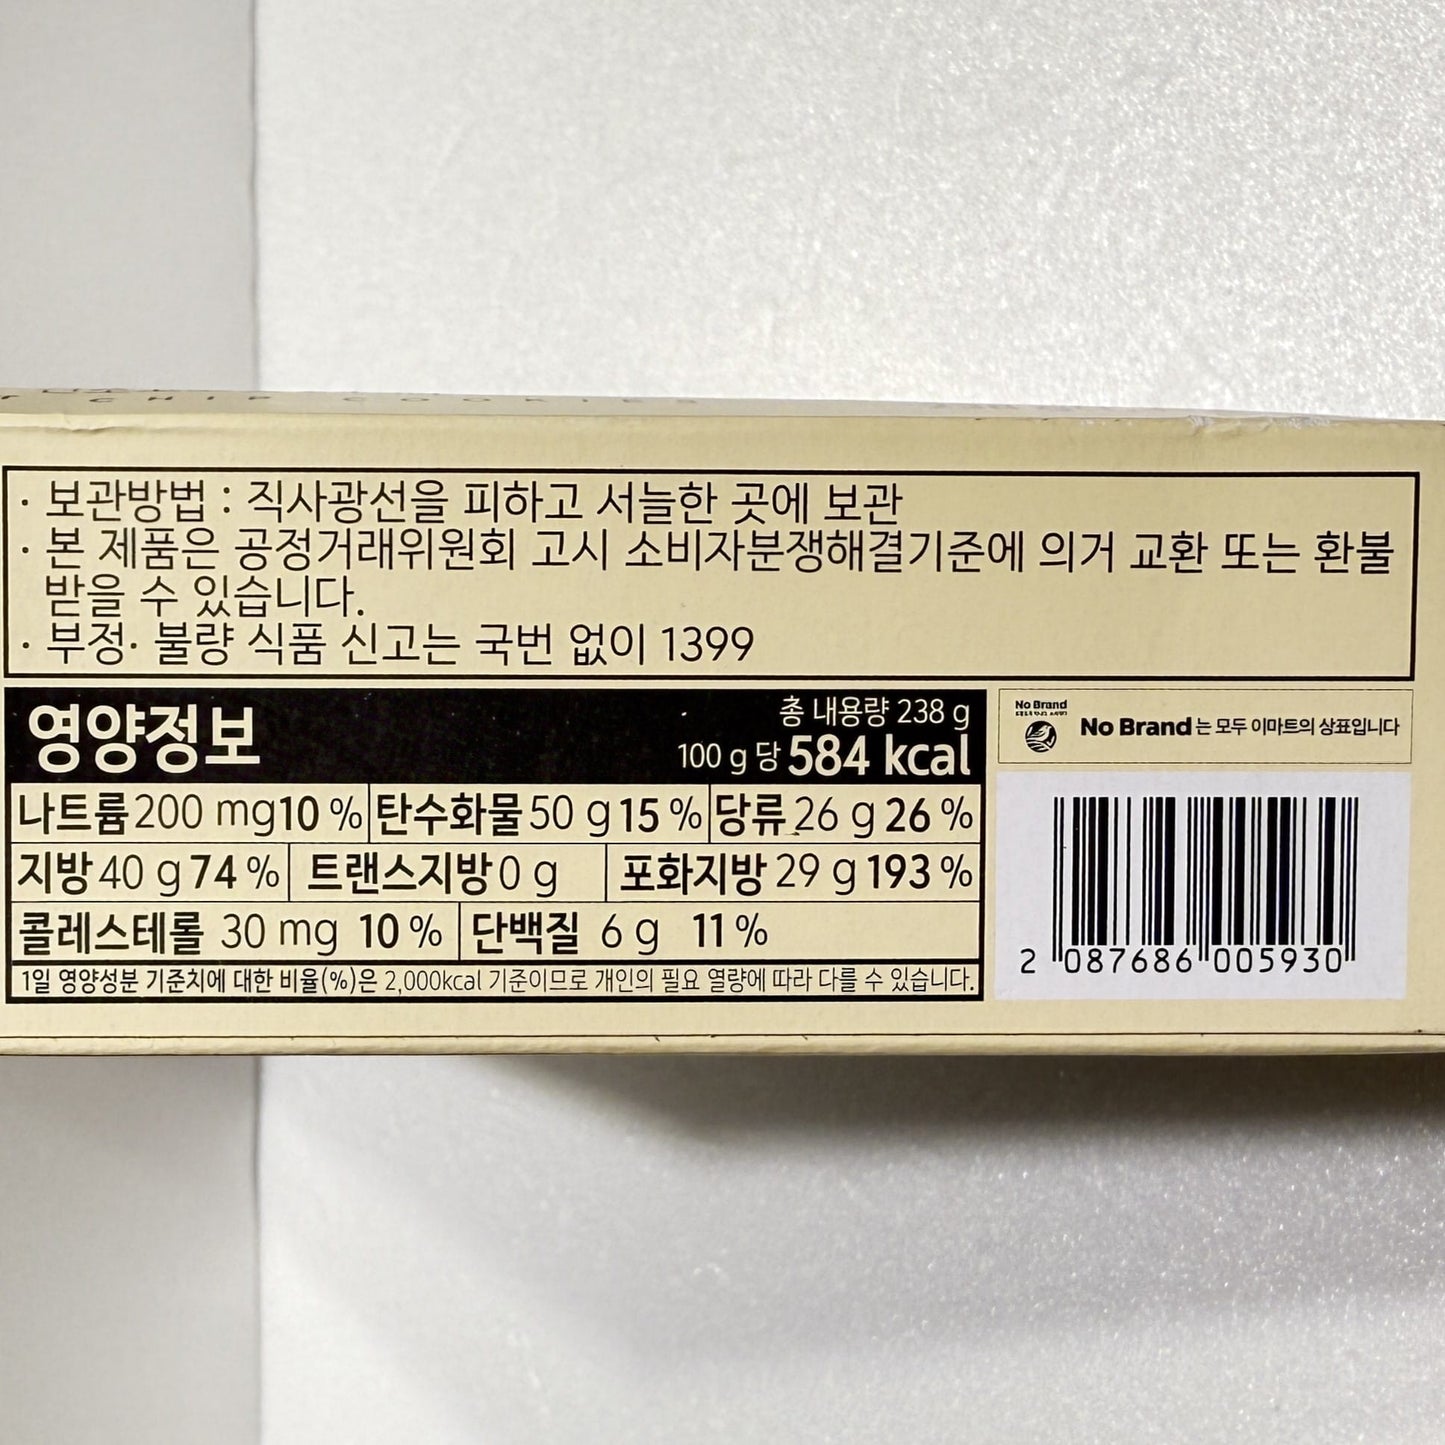 CHIP COOKIES
· 보관방법 : 직사광선을 피하고 서늘한 곳에 보관
· 본 제품은 공정거래위원회 고시 소비자분쟁해결기준에 의거 교환 또는 환불
받을 수 있습니다.
· 부정· 불량 식품 신고는 국번 없이 1399
영양정보
총 내용량 238 g
100 g 당 584 kcal
No Brand
No Brand는 모두 이마트의 상표입니다
나트륨 200 mg 10 % 탄수화물 50 g 15 % 당류 26 g 26 %
지방 40 g 74 % 트랜스지방 0 g 포화지방 29 g 193 %
콜레스테롤 30 mg 10 % 단백질 6 g 11 %
1일 영양성분 기준치에 대한 비율(%)은 2,000kcal 기준이므로 개인의 필요 열량에 따라 다를 수 있습니다.
2 087686 005930